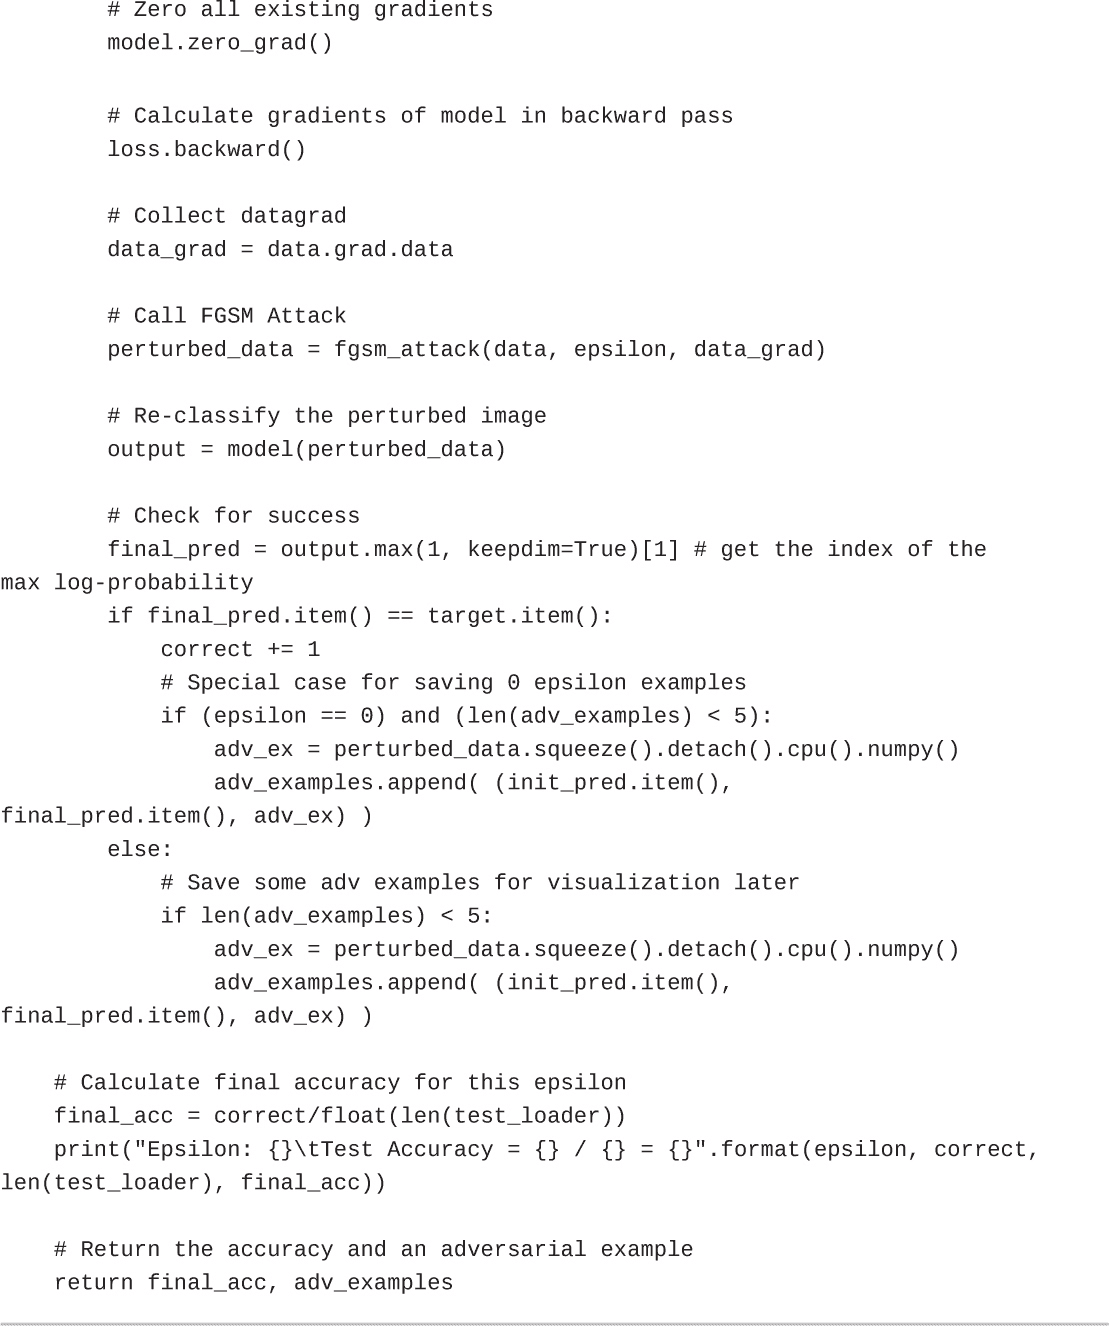 # Zero all existing gradients
        model.zero_grad()

        # Calculate gradients of model in backward pass
        loss.backward()

        # Collect datagrad
        data_grad = data.grad.data

        # Call FGSM Attack
        perturbed_data = fgsm_attack(data, epsilon, data_grad)

        # Re-classify the perturbed image
        output = model(perturbed_data)

        # Check for success
        final_pred = output.max(1, keepdim=True)[1] # get the index of the
max log-probability
        if final_pred.item() == target.item():
            correct += 1
            # Special case for saving 0 epsilon examples
            if (epsilon == 0) and (len(adv_examples) < 5):
                adv_ex = perturbed_data.squeeze().detach().cpu().numpy()
                adv_examples.append( (init_pred.item(),
final_pred.item(), adv_ex) )
        else:
            # Save some adv examples for visualization later
            if len(adv_examples) < 5:
                adv_ex = perturbed_data.squeeze().detach().cpu().numpy()
                adv_examples.append( (init_pred.item(),
final_pred.item(), adv_ex) )

    # Calculate final accuracy for this epsilon
    final_acc = correct/float(len(test_loader))
    print("Epsilon: {}\tTest Accuracy = {} / {} = {}".format(epsilon, correct,
len(test_loader), final_acc))

    # Return the accuracy and an adversarial example
    return final_acc, adv_examples